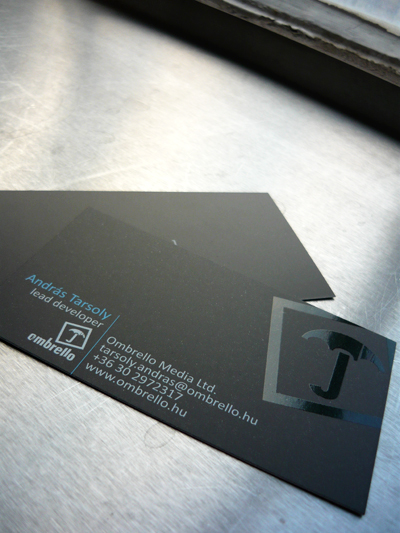 András Tarsoly
lead developer
ombrello
Ombrello Media Ltd.
tarsoly.andras@ombrello.hu
+36 30 2972317
www.ombrello.hu